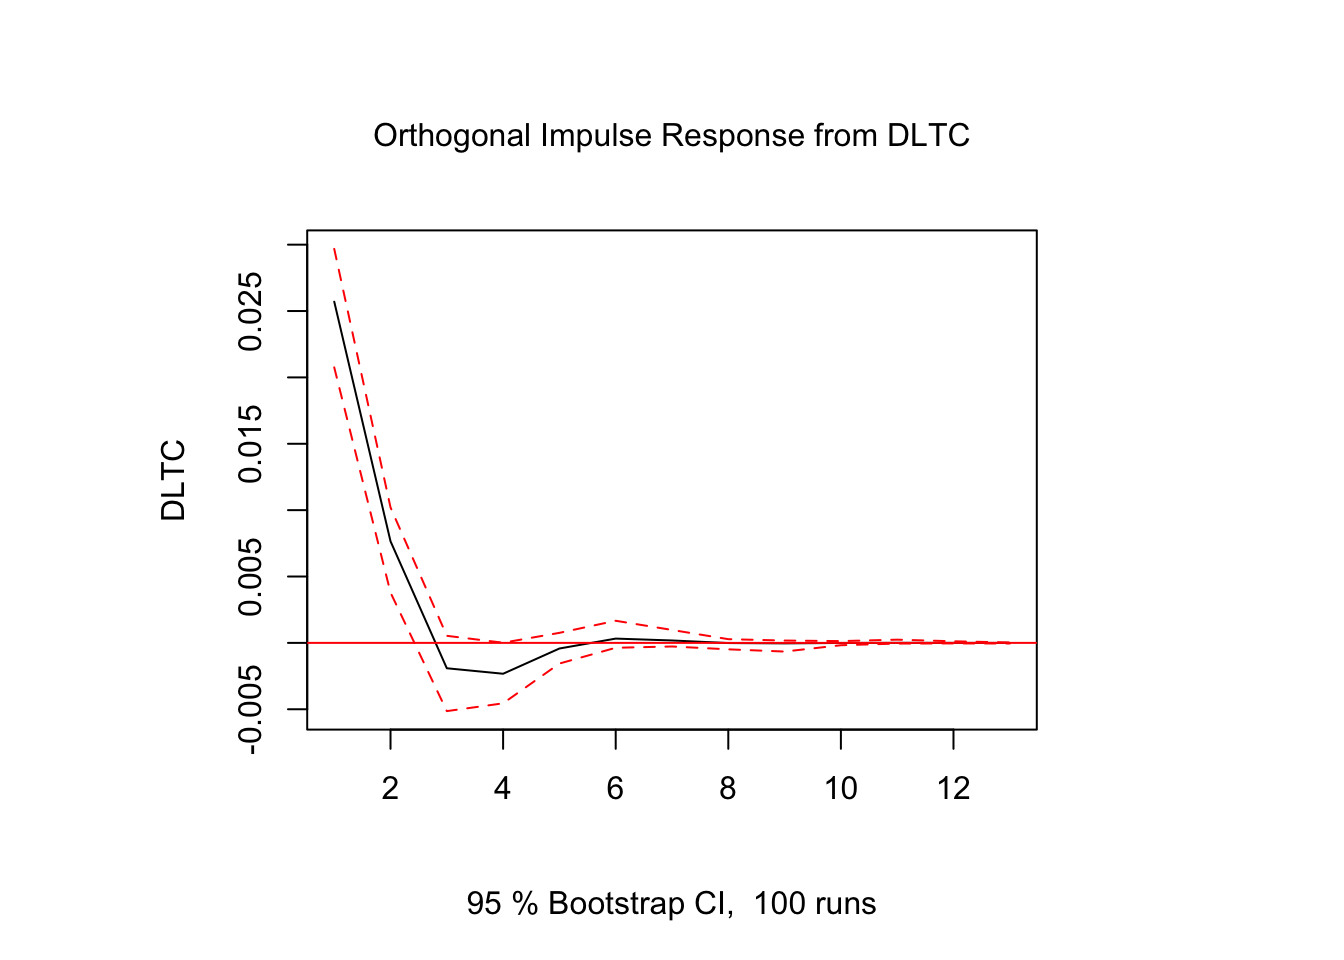 Orthogonal Impulse Response from DLTC
DLTC
0.025
0.015
0.005
-0.005
2 4 6 8 10 12
95 % Bootstrap CI,  100 runs